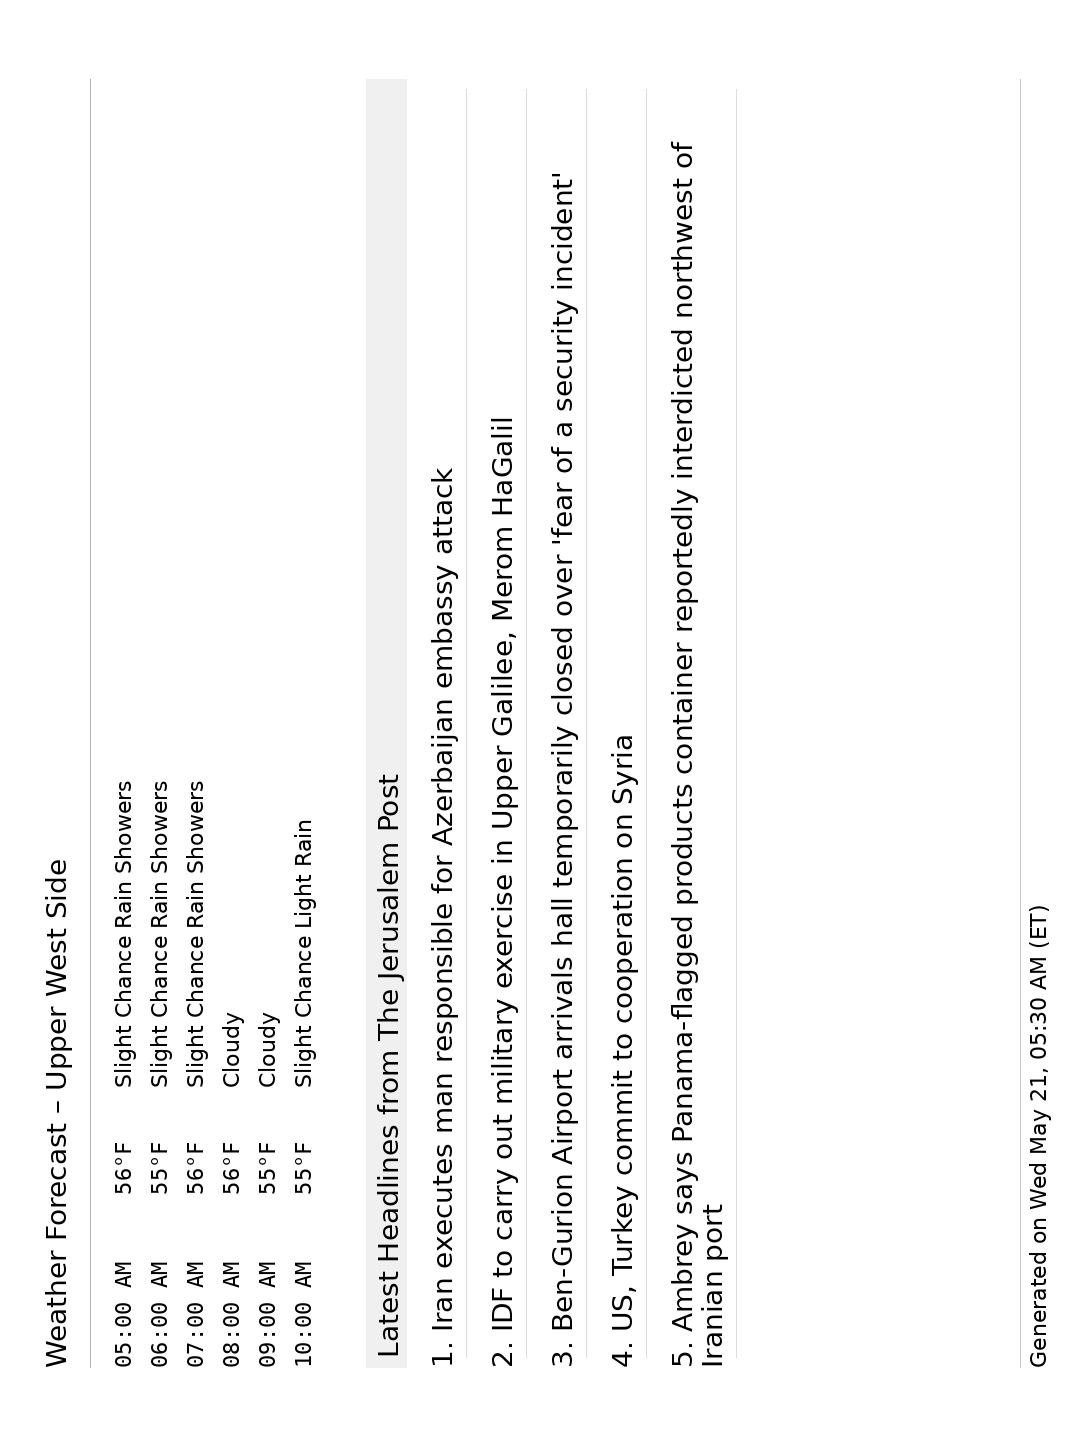 Weather Forecast – Upper West Side
05:00 AM 56°F Slight Chance Rain Showers
06:00 AM 55°F Slight Chance Rain Showers
07:00 AM 56°F Slight Chance Rain Showers
08:00 AM 56°F Cloudy
09:00 AM 55°F Cloudy
10:00 AM 55°F Slight Chance Light Rain
Latest Headlines from The Jerusalem Post
1. Iran executes man responsible for Azerbaijan embassy attack
2. IDF to carry out military exercise in Upper Galilee, Merom HaGalil
3. Ben-Gurion Airport arrivals hall temporarily closed over 'fear of a security incident'
4. US, Turkey commit to cooperation on Syria
5. Ambrey says Panama-flagged products container reportedly interdicted northwest of
Iranian port
Generated on Wed May 21, 05:30 AM (ET)